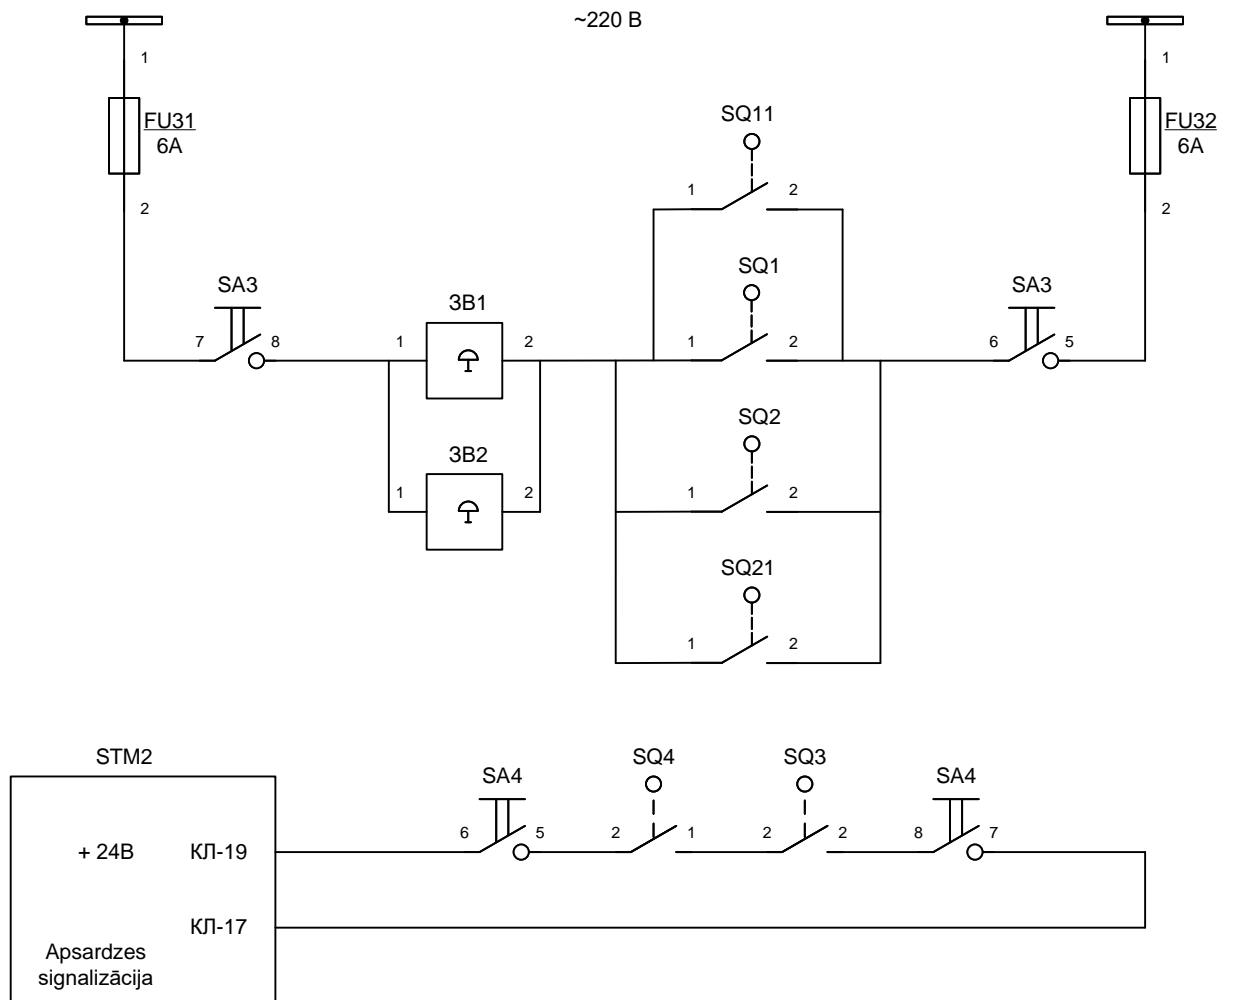 ~220 В
1
1
FU31
6A
FU32
6A
SQ11
2
1
2
2
SA3
SQ1
SA3
3B1
7
8
1
2
1
2
6
5
SQ2
3B2
1
2
1
2
SQ21
1
2
STM2
SQ4
SQ3
SA4
SA4
6
5
2
1
2
2
8
7
+ 24В
КЛ-19
КЛ-17
Apsardzes
signalizācija